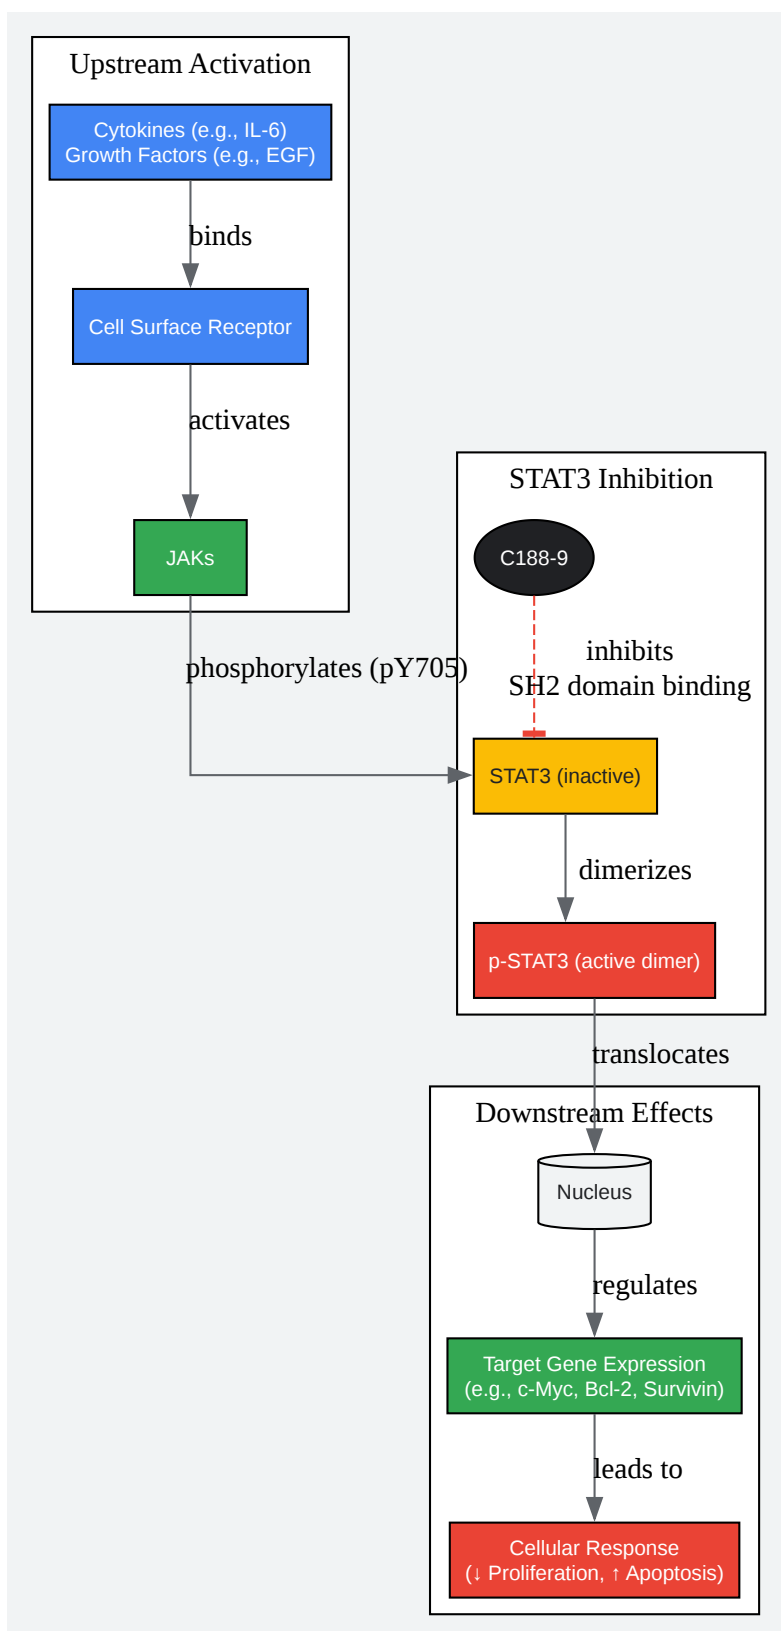 Upstream Activation
Cytokines (e.g., IL-6)
Growth Factors (e.g., EGF)
binds
Cell Surface Receptor
activates
JAKs
phosphorylates (pY705)
STAT3 Inhibition
C188-9
inhibits
SH2 domain binding
STAT3 (inactive)
dimerizes
p-STAT3 (active dimer)
translocates
Downstream Effects
Nucleus
regulates
Target Gene Expression
(e.g., c-Myc, Bcl-2, Survivin)
leads to
Cellular Response
(↓ Proliferation, ↑ Apoptosis)